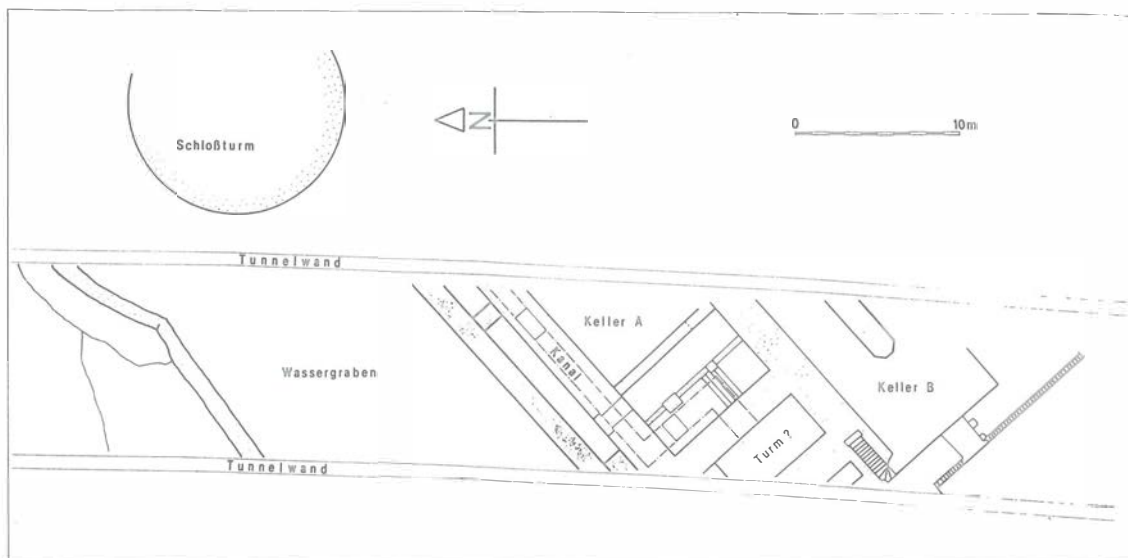 Schloßturm
N
0 10m
Tunnelwand
Keller A
Kanal
Wassergraben
Keller B
Turm ?
Tunnelwand